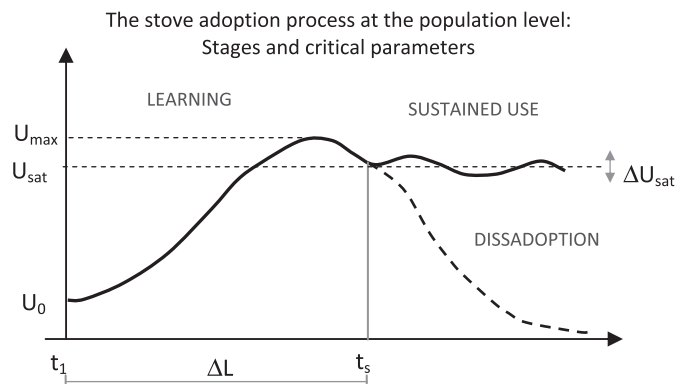 The stove adoption process at the population level:
Stages and critical parameters
LEARNING
SUSTAINED USE
Umax
Usat
ΔUsat
DISSADOPTION
U0
t1
ts
ΔL